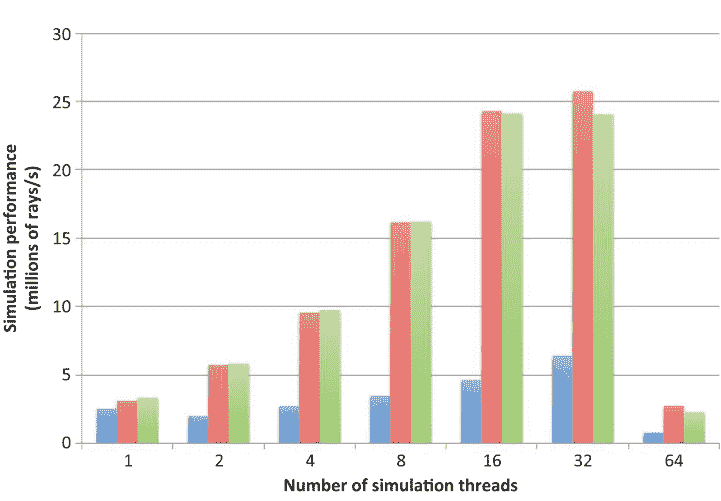 30
25
20
15
10
5
0
Simulation performance
(millions of rays/s)
1 2 4 8 16 32 64
Number of simulation threads